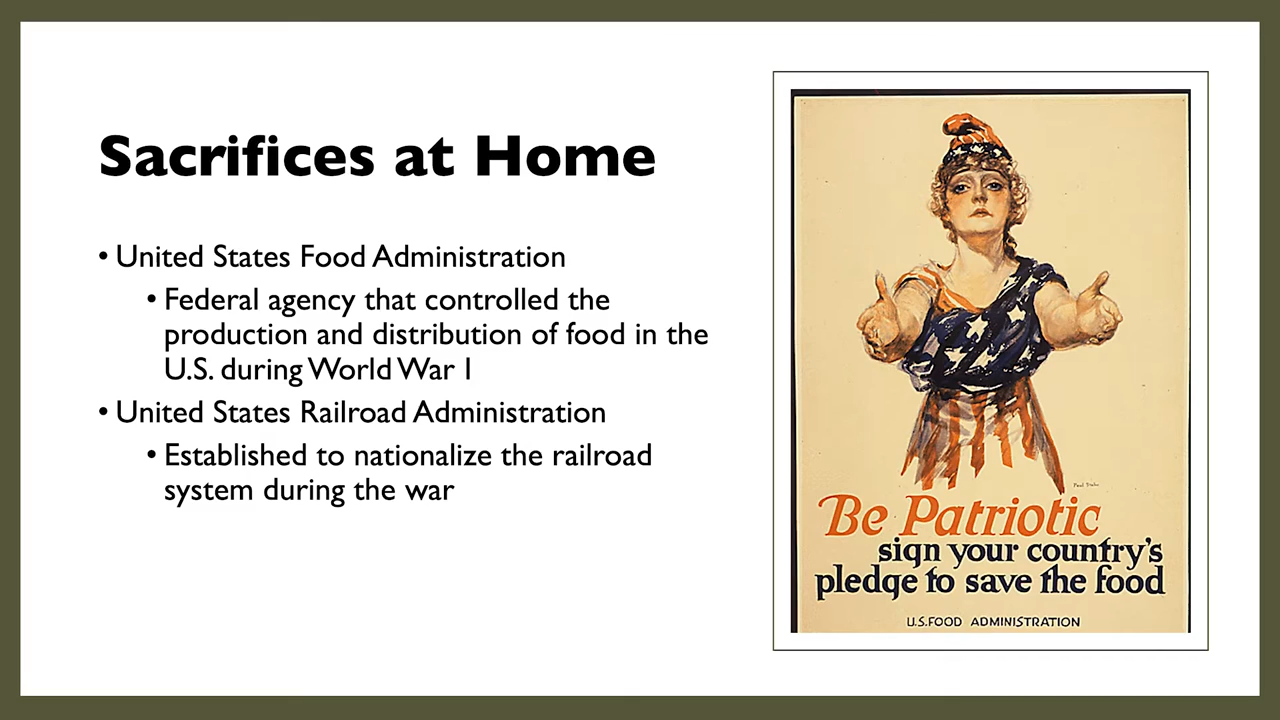 Sacrifices at Home
• United States Food Administration
• Federal agency that controlled the
production and distribution of food in the
U.S. during World War I
• United States Railroad Administration
• Established to nationalize the railroad
system during the war
Be Patriotic
sign your country's
pledge to save the food
U.S. FOOD ADMINISTRATION